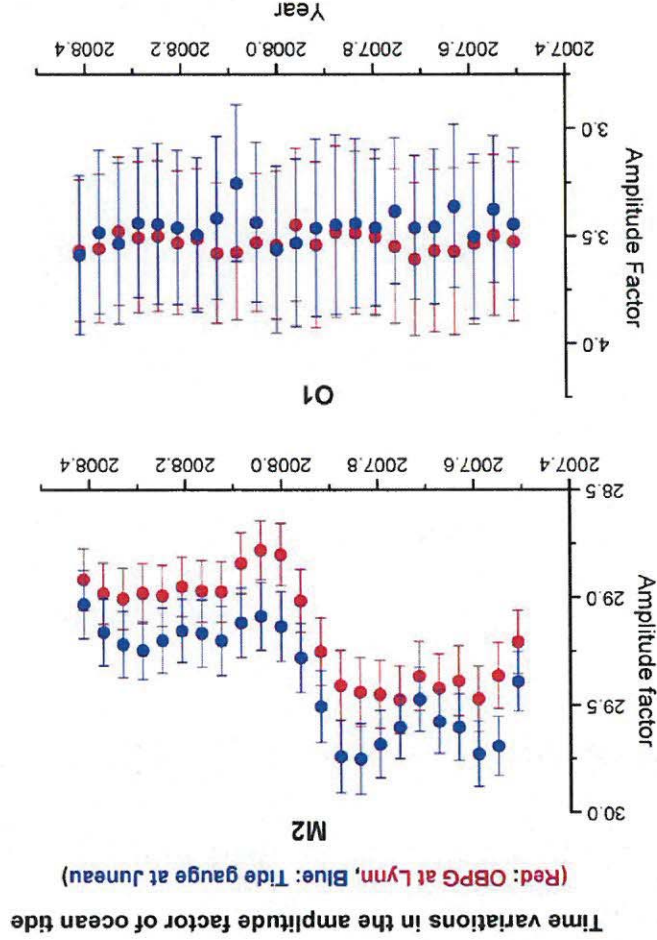 Time variations in the amplitude factor of ocean tide
(Red: OBPG at Lynn, Blue: Tide gauge at Juneau)
M2
Amplitude factor
30.0
29.5
29.0
28.5
2007.4 2007.6 2007.8 2008.0 2008.2 2008.4
O1
Amplitude Factor
4.0
3.5
3.0
2007.4 2007.6 2007.8 2008.0 2008.2 2008.4
Year